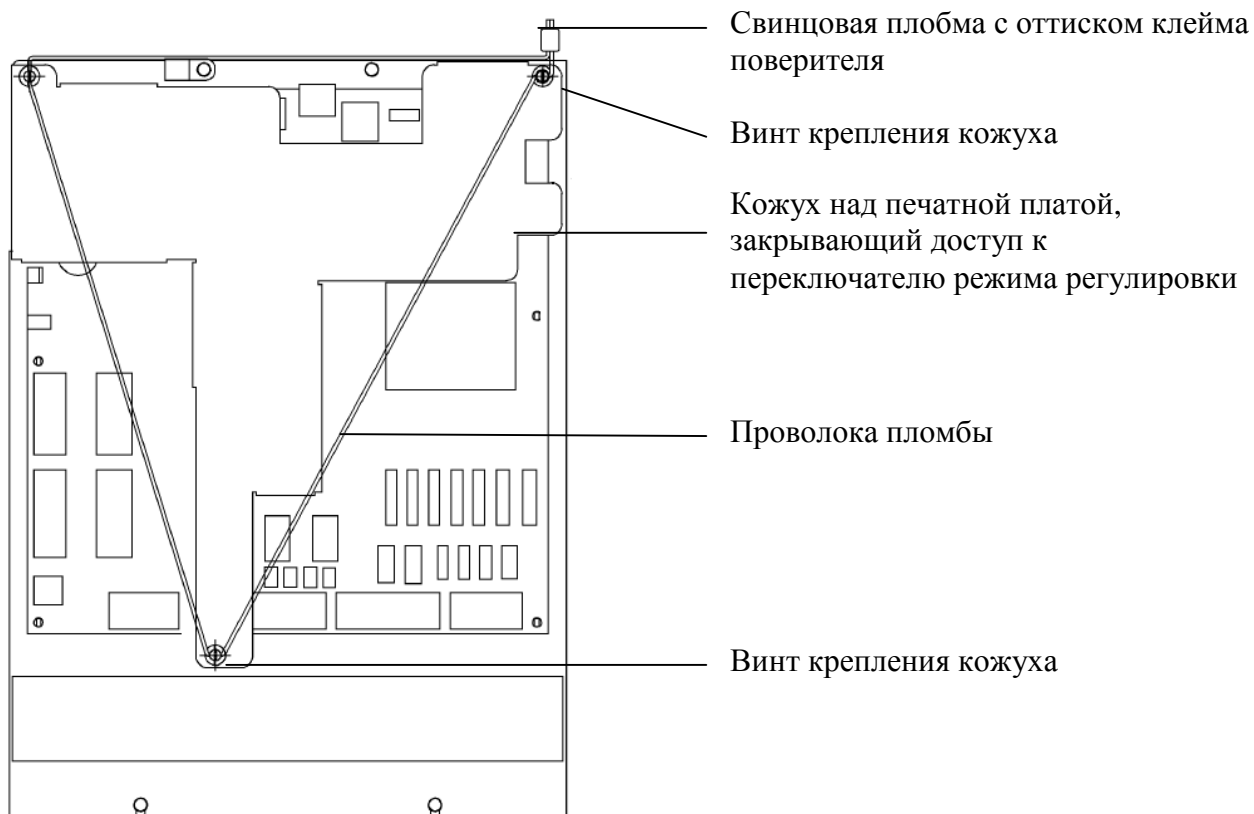 Свинцовая плобма с оттиском клейма
поверителя
Винт крепления кожуха
Кожух над печатной платой,
закрывающий доступ к
переключателю режима регулировки
Проволока пломбы
Винт крепления кожуха